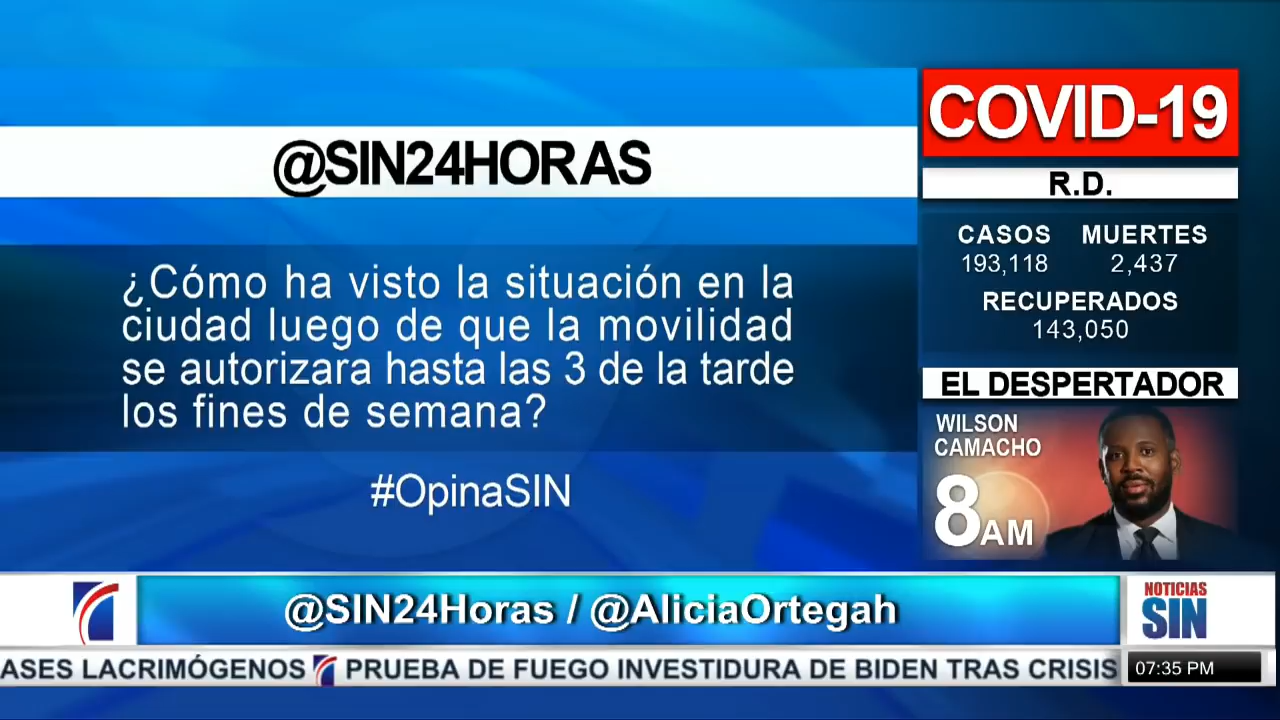 @SIN24HORAS
¿Cómo ha visto la situación en la
ciudad luego de que la movilidad
se autorizara hasta las 3 de la tarde
los fines de semana?
#OpinaSIN
COVID-19
R.D.
CASOS MUERTES
193,118 2,437
RECUPERADOS
143,050
EL DESPERTADOR
WILSON
CAMACHO
8AM
@SIN24Horas / @AliciaOrtegah
NOTICIAS
SIN
ASES LACRIMÓGENOS PRUEBA DE FUEGO INVESTIDURA DE BIDEN TRAS CRISIS
07:35 PM